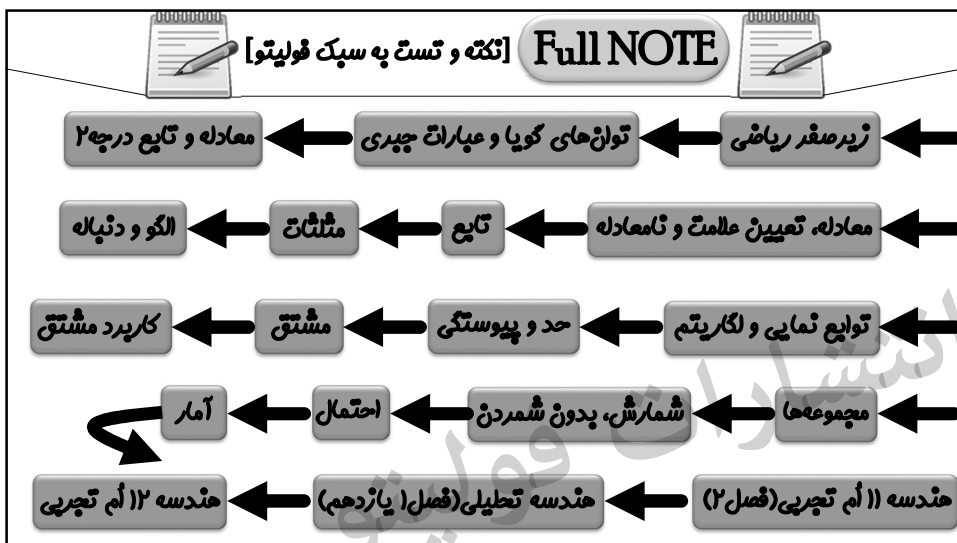 Full NOTE [نکته و تست به سبک فولیتو]
زیرصفر ریاضی توان‌های گویا و عبارات جبری معادله و تابع درجه۲
معادله، تعیین علامت و نامعادله تابع مثلثات الگو و دنباله
توابع نمایی و لگاریتم حد و پیوستگی مشتق کاربرد مشتق
مجموعه‌ها شمارش، بدون شمردن احتمال آمار
هندسه ۱۱ اُم تجربی(فصل۲) هندسه تحلیلی(فصل۱ یازدهم) هندسه ۱۲ اُم تجربی
انتشارات فولیتو